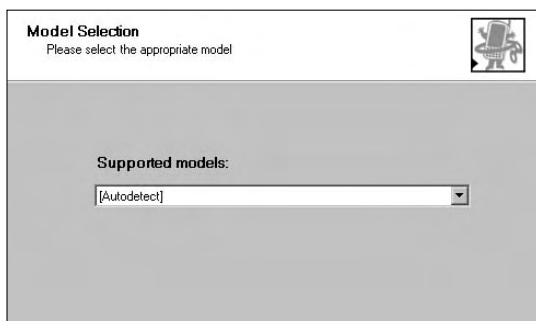 Model Selection
Please select the appropriate model
Supported models:
[Autodetect]